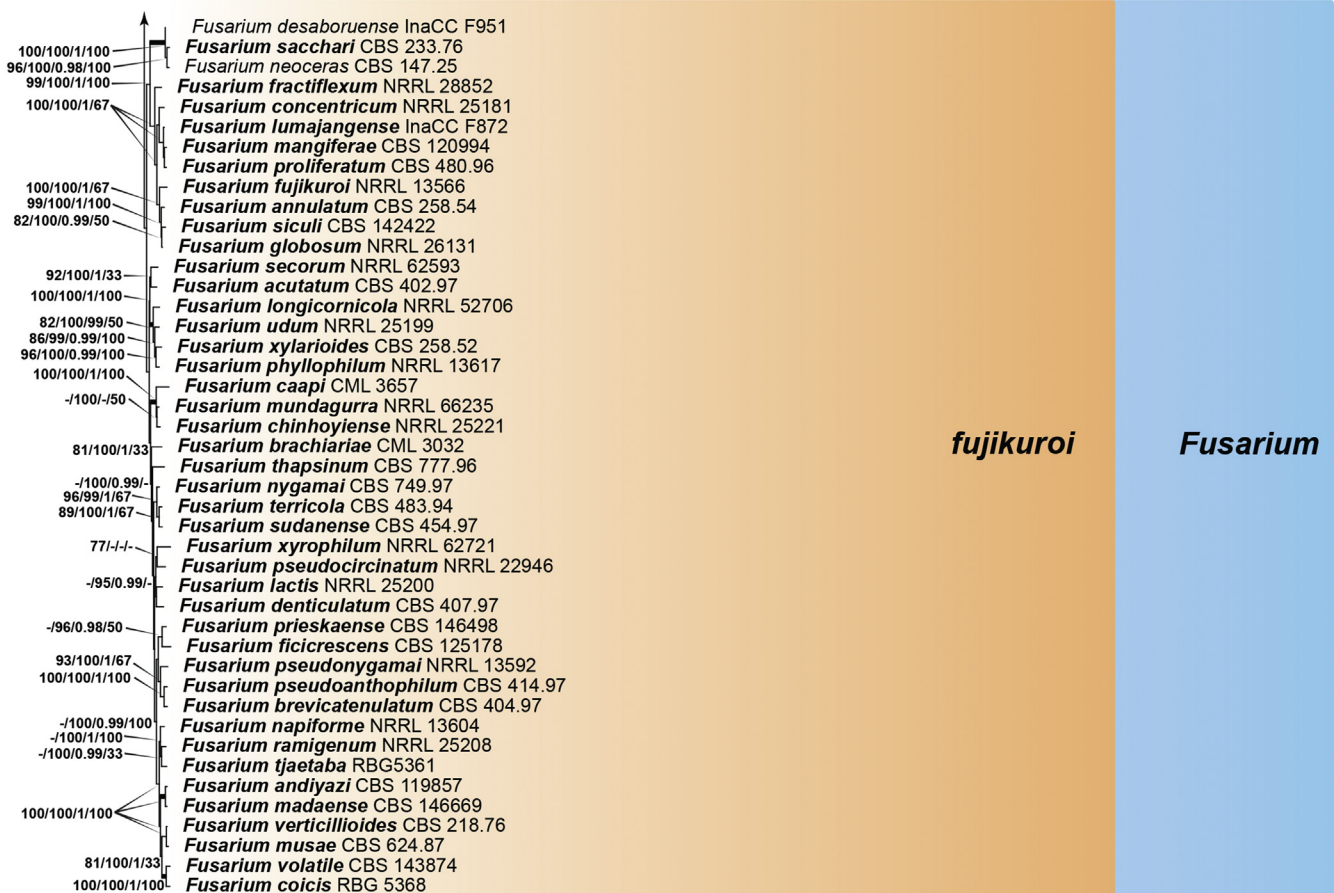 Fusarium desaboruense InaCC F951
100/100/1/100
Fusarium sacchari CBS 233.76
96/100/0.98/100
Fusarium neoceras CBS 147.25
99/100/1/100
Fusarium fractiflexum NRRL 28852
100/100/1/67
Fusarium concentricum NRRL 25181
Fusarium lumajangense InaCC F872
Fusarium mangiferae CBS 120994
Fusarium proliferatum CBS 480.96
100/100/1/67
Fusarium fujikuroi NRRL 13566
99/100/1/100
Fusarium annulatum CBS 258.54
82/100/0.99/50
Fusarium siculi CBS 142422
Fusarium globosum NRRL 26131
Fusarium secorum NRRL 62593
92/100/1/33
Fusarium acutatum CBS 402.97
100/100/1/100
Fusarium longicornicola NRRL 52706
82/100/99/50
Fusarium udum NRRL 25199
86/99/0.99/100
Fusarium xylarioides CBS 258.52
96/100/0.99/100
Fusarium phyllophilum NRRL 13617
100/100/1/100
Fusarium caapi CML 3657
-/100/-/50
Fusarium mundagurra NRRL 66235
Fusarium chinhoyiense NRRL 25221
81/100/1/33
Fusarium brachiariae CML 3032
fujikuroi
Fusarium
Fusarium thapsinum CBS 777.96
-/100/0.99/-
Fusarium nygamai CBS 749.97
96/99/1/67
Fusarium terricola CBS 483.94
89/100/1/67
Fusarium sudanense CBS 454.97
77/-/-/-
Fusarium xyrophilum NRRL 62721
Fusarium pseudocircinatum NRRL 22946
-/95/0.99/-
Fusarium lactis NRRL 25200
Fusarium denticulatum CBS 407.97
-/96/0.98/50
Fusarium prieskaense CBS 146498
Fusarium ficicrescens CBS 125178
93/100/1/67
Fusarium pseudonygamai NRRL 13592
100/100/1/100
Fusarium pseudoanthophilum CBS 414.97
Fusarium brevicatenulatum CBS 404.97
-/100/0.99/100
Fusarium napiforme NRRL 13604
-/100/1/100
Fusarium ramigenum NRRL 25208
-/100/0.99/33
Fusarium tjaetaba RBG5361
Fusarium andiyazi CBS 119857
Fusarium madaense CBS 146669
100/100/1/100
Fusarium verticillioides CBS 218.76
Fusarium musae CBS 624.87
81/100/1/33
Fusarium volatile CBS 143874
100/100/1/100
Fusarium coicis RBG 5368